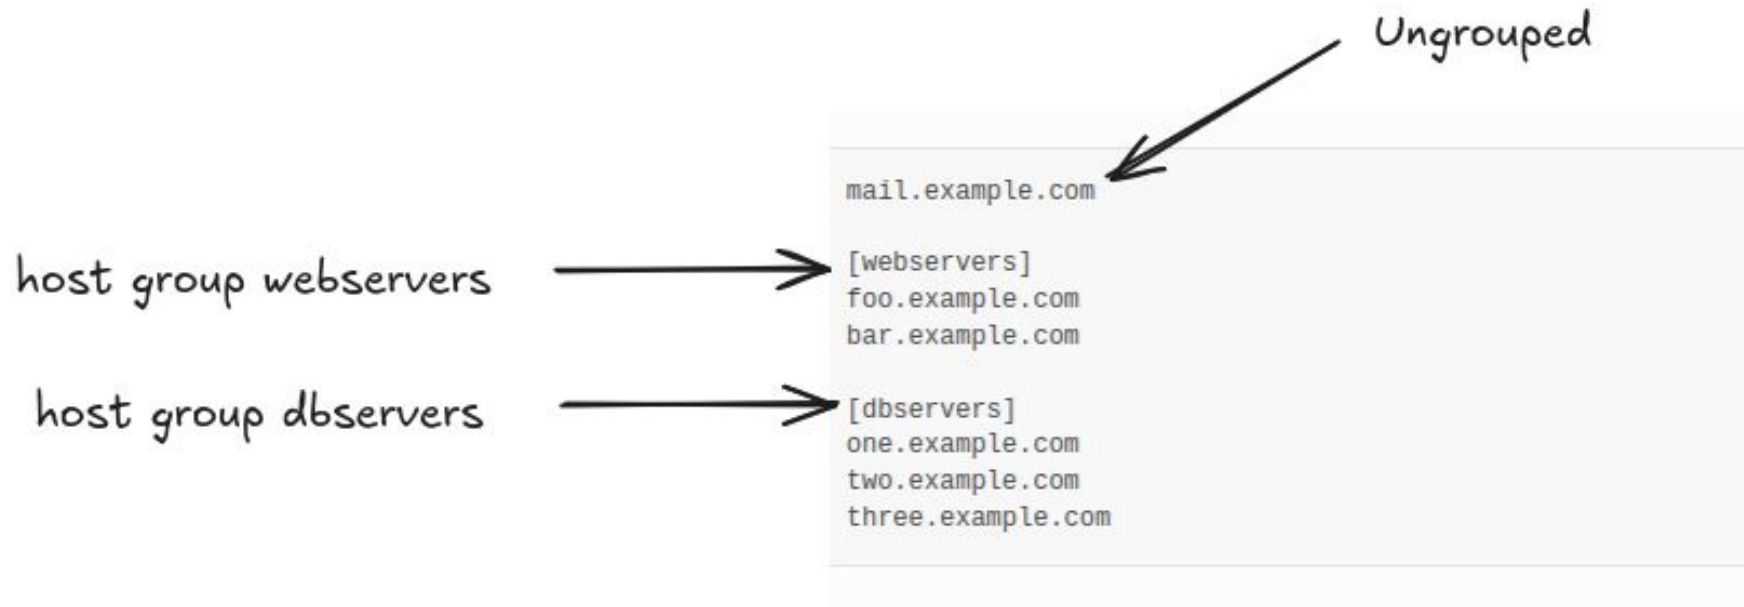 Ungrouped
mail.example.com
host group webservers
[webservers]
foo.example.com
bar.example.com
host group dbservers
[dbservers]
one.example.com
two.example.com
three.example.com